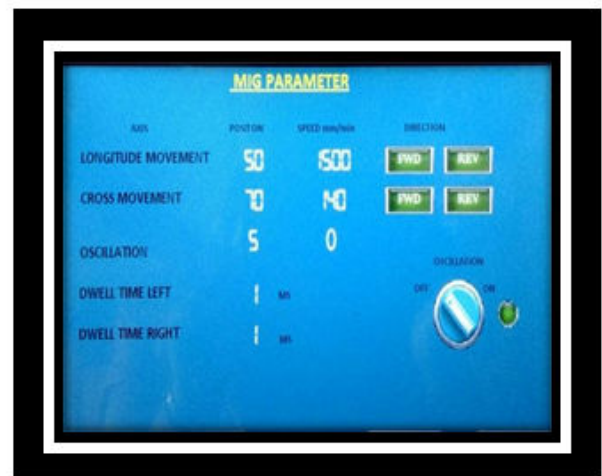 MIG PARAMETER
AXIS POSITON SPEED mm/min DIRECTION
LONGITUDE MOVEMENT 50 1500 FWD REV
CROSS MOVEMENT 70 140 FWD REV
OSCILLATION 5 0
OSCILLATION
OFF ON
DWELL TIME LEFT 1 MS
DWELL TIME RIGHT 1 MS